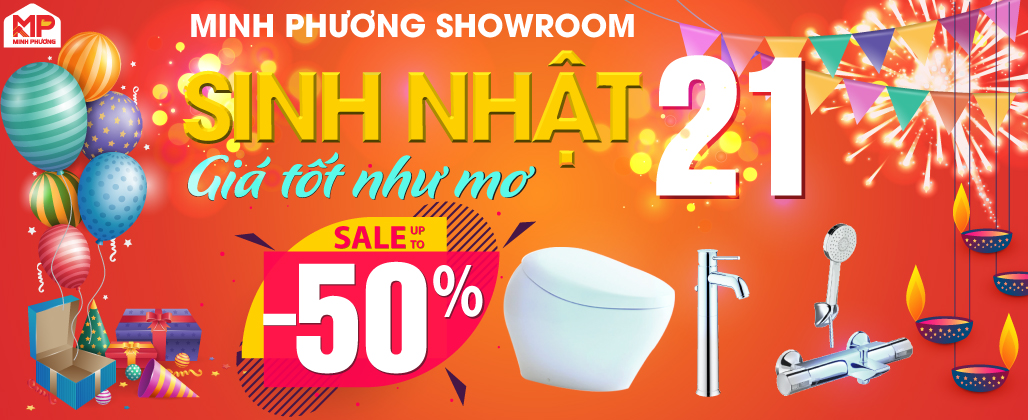 MP
MINH PHƯƠNG
MINH PHƯƠNG SHOWROOM
SINH NHẬT 21
Giá tốt như mơ
SALE UP TO
-50%